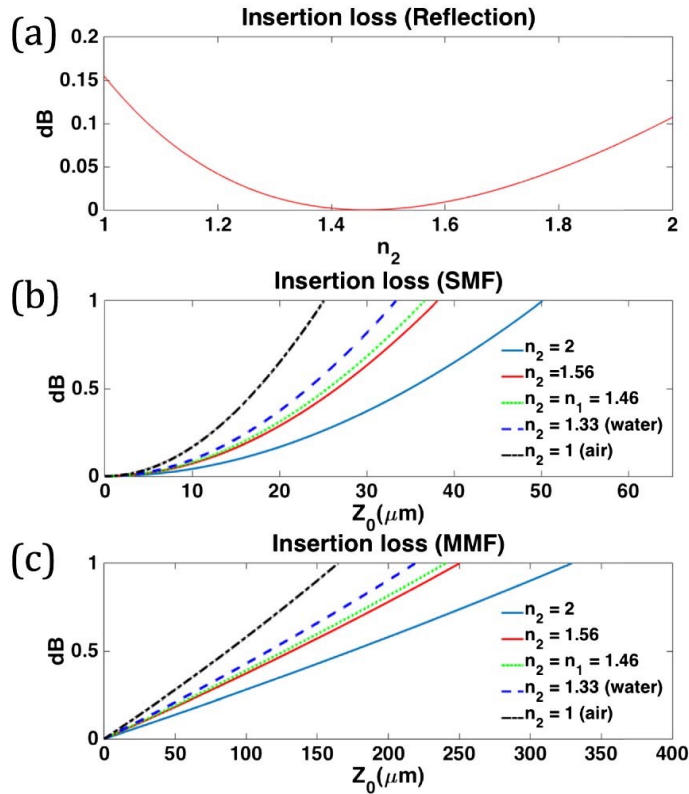 (a)
Insertion loss (Reflection)
0.2
0.15
0.1
0.05
0
dB
1 1.2 1.4 1.6 1.8 2
n₂
(b)
Insertion loss (SMF)
1
0.5
0
dB
n₂ = 2
n₂ =1.56
n₂ = n₁ = 1.46
n₂ = 1.33 (water)
n₂ = 1 (air)
0 10 20 30 40 50 60
Z₀(μm)
(c)
Insertion loss (MMF)
1
0.5
0
dB
n₂ = 2
n₂ = 1.56
n₂ = n₁ = 1.46
n₂ = 1.33 (water)
n₂ = 1 (air)
0 50 100 150 200 250 300 350 400
Z₀(μm)